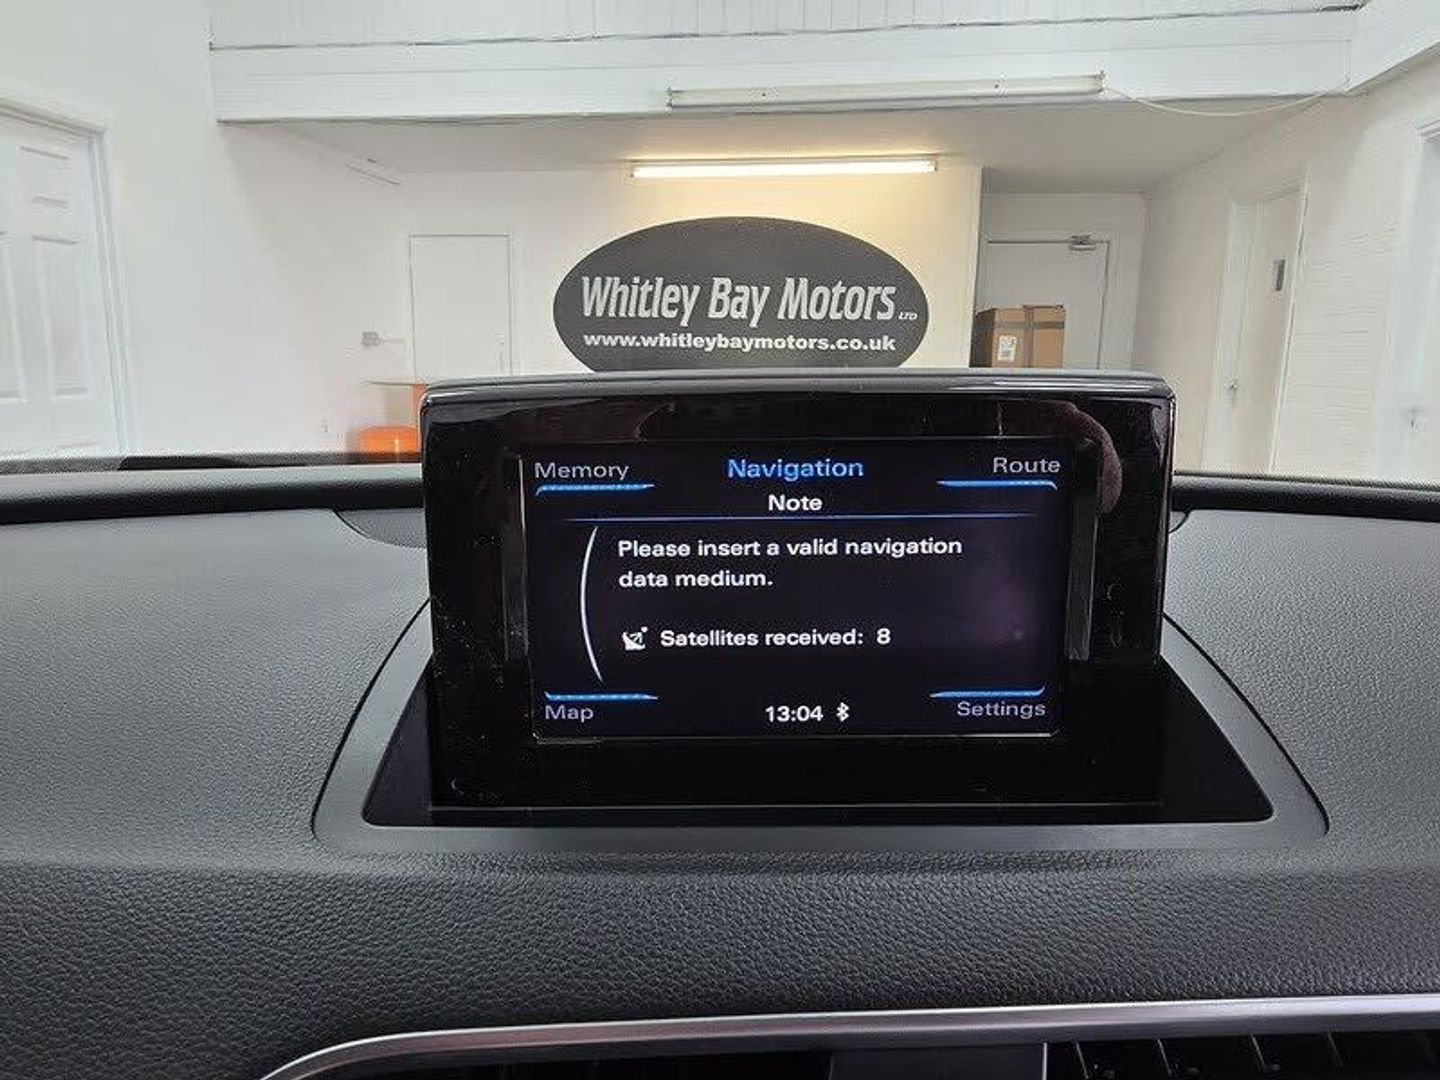 Whitley Bay Motors LTD
www.whitleybaymotors.co.uk
Memory Navigation Route
Note
Please insert a valid navigation
data medium.
Satellites received: 8
Map 13:04 Settings